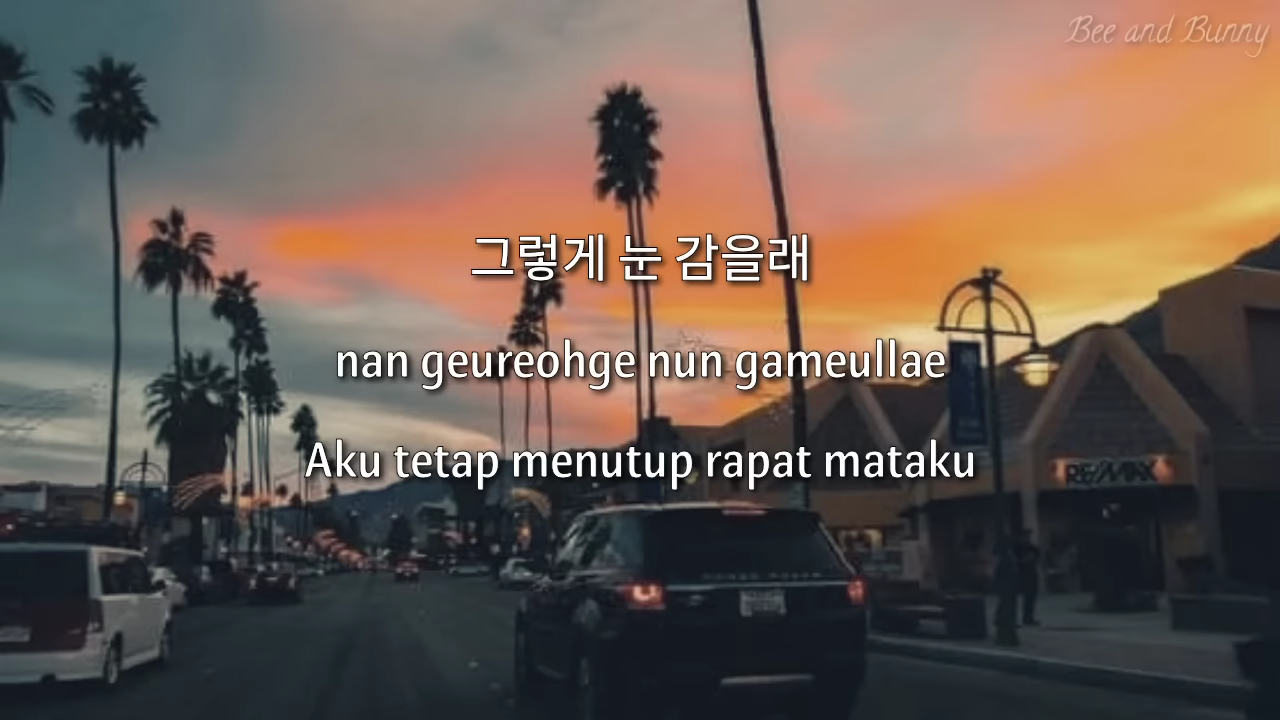 Bee and Bunny
그렇게 눈 감을래
nan geureohge nun gameullae
Aku tetap menutup rapat mataku
RE/MAX